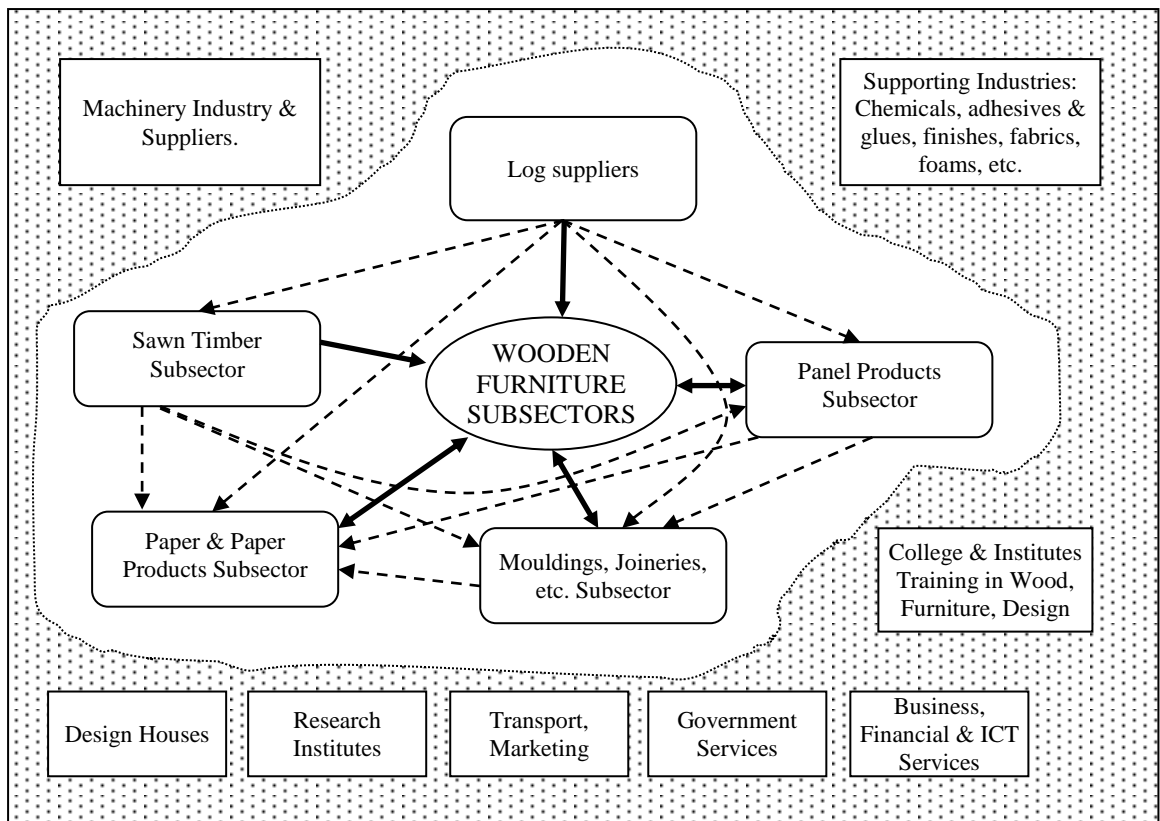 Machinery Industry &
Suppliers.
Supporting Industries:
Chemicals, adhesives &
glues, finishes, fabrics,
foams, etc.
Log suppliers
Sawn Timber
Subsector
WOODEN
FURNITURE
SUBSECTORS
Panel Products
Subsector
Paper & Paper
Products Subsector
Mouldings, Joineries,
etc. Subsector
College & Institutes
Training in Wood,
Furniture, Design
Design Houses
Research
Institutes
Transport,
Marketing
Government
Services
Business,
Financial & ICT
Services